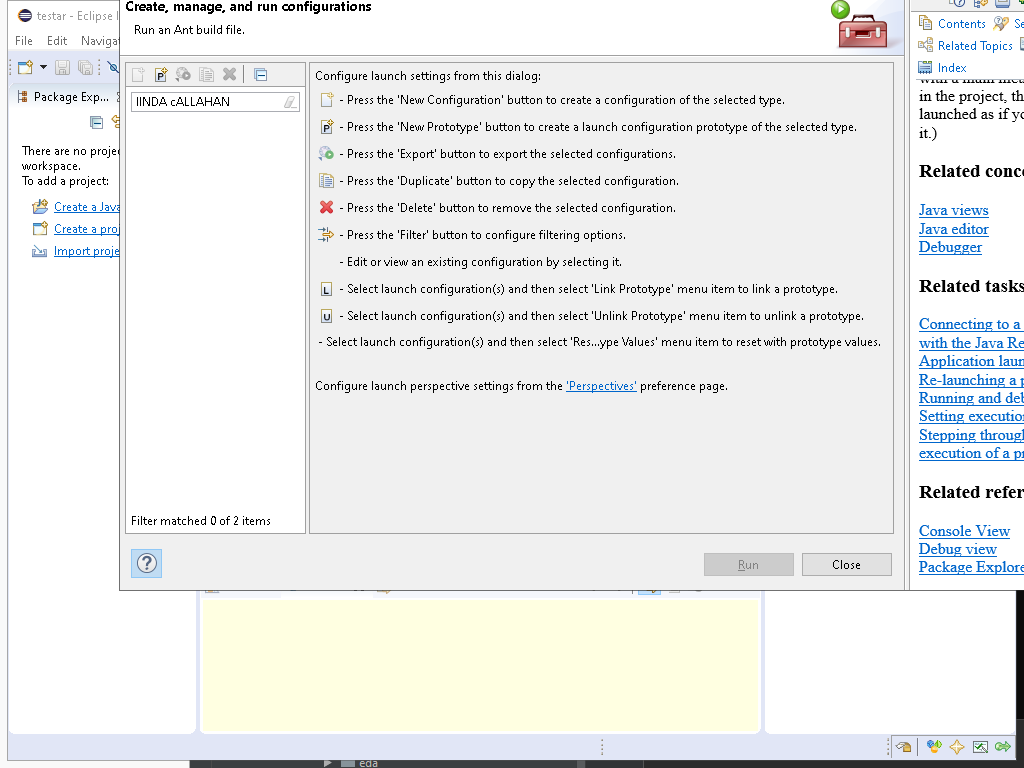 testar - Eclipse
File Edit Naviga
Package Exp...
There are no proje
workspace.
To add a project:
Create a Java
Create a proj
Import proje
Create, manage, and run configurations
Run an Ant build file.
IINDA cALLAHAN
Filter matched 0 of 2 items
Configure launch settings from this dialog:
- Press the 'New Configuration' button to create a configuration of the selected type.
P - Press the 'New Prototype' button to create a launch configuration prototype of the selected type.
- Press the 'Export' button to export the selected configurations.
- Press the 'Duplicate' button to copy the selected configuration.
- Press the 'Delete' button to remove the selected configuration.
- Press the 'Filter' button to configure filtering options.
- Edit or view an existing configuration by selecting it.
L - Select launch configuration(s) and then select 'Link Prototype' menu item to link a prototype.
U - Select launch configuration(s) and then select 'Unlink Prototype' menu item to unlink a prototype.
- Select launch configuration(s) and then select 'Res...ype Values' menu item to reset with prototype values.
Configure launch perspective settings from the 'Perspectives' preference page.
?
Run Close
Contents Se
Related Topics
Index
in the project, th
launched as if yo
it.)
Related conc
Java views
Java editor
Debugger
Related tasks
Connecting to a
with the Java Re
Application laun
Re-launching a p
Running and deb
Setting execution
Stepping through
execution of a pr
Related refer
Console View
Debug view
Package Explore
eda